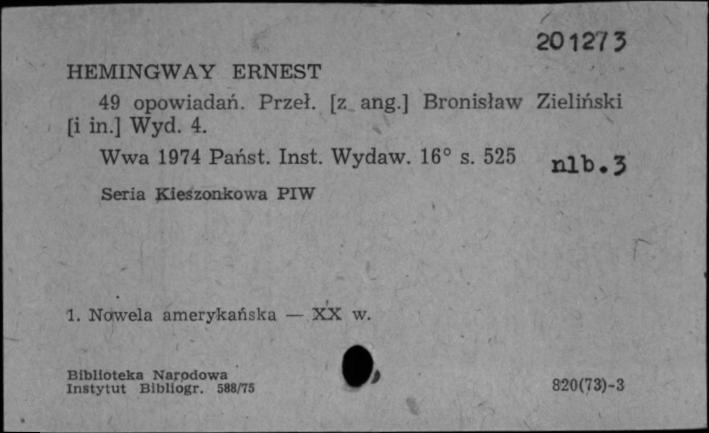 201273
HEMINGWAY ERNEST
49 opowiadań. Przeł. [z ang.] Bronisław Zieliński
[i in.] Wyd. 4.
Wwa 1974 Państ. Inst. Wydaw. 16° s. 525 nlb.3
Seria Kieszonkowa PIW
1. Nowela amerykańska — XX w.
Biblioteka Narodowa
Instytut Bibliogr. 588/75 820(73)-3